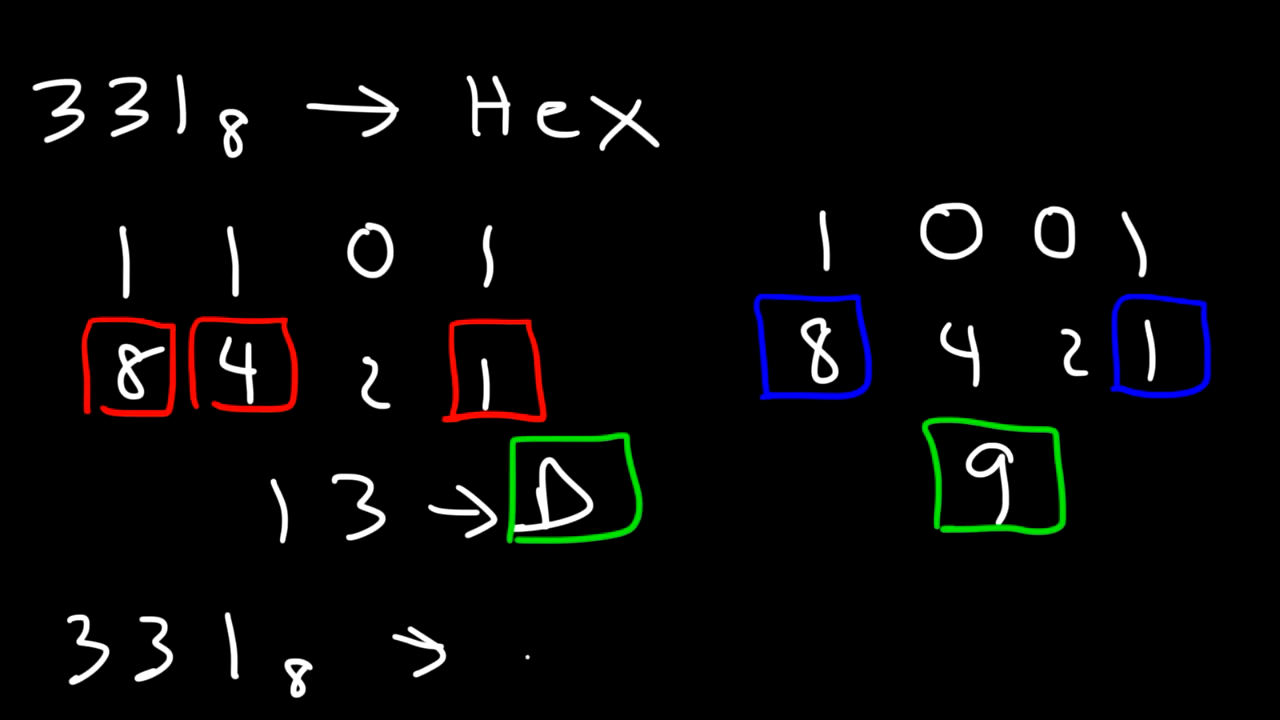 331₈ → Hex
1 1 0 1 1 0 0 1
8 4 2 1 8 4 2 1
13 → D 9
331₈ →